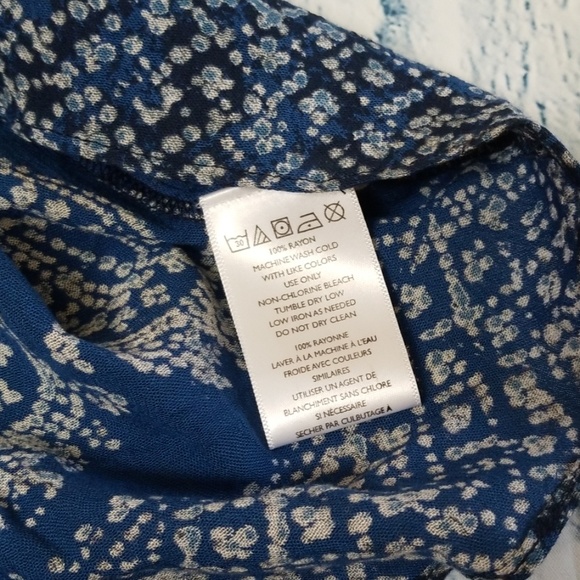 30
100% RAYON
MACHINE WASH COLD
WITH LIKE COLORS
USE ONLY
NON-CHLORINE BLEACH
TUMBLE DRY LOW
LOW IRON AS NEEDED
DO NOT DRY CLEAN
100% RAYONNE
LAVER À LA MACHINE À L'EAU
FROIDE AVEC COULEURS
SIMILAIRES
UTILISER UN AGENT DE
BLANCHIMENT SANS CHLORE
SI NÉCESSAIRE
SECHER PAR CULBUTAGE À